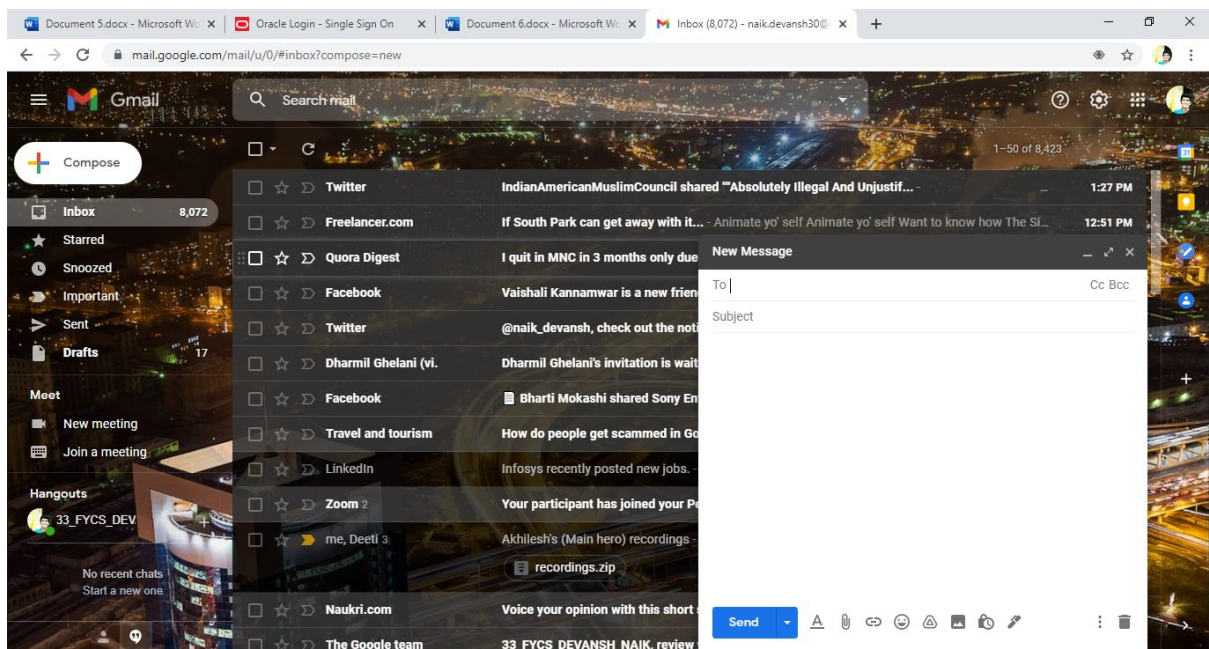 Document 5.docx - Microsoft Wo
Oracle Login - Single Sign On
Document 6.docx - Microsoft Wo
Inbox (8,072) - naik.devansh30@
mail.google.com/mail/u/0/#inbox?compose=new
Gmail
Search mail
Compose
1–50 of 8,423
Inbox 8,072
Starred
Snoozed
Important
Sent
Drafts 17
Meet
New meeting
Join a meeting
Hangouts
33_FYCS_DEV.
No recent chats
Start a new one
Twitter IndianAmericanMuslimCouncil shared "“Absolutely Illegal And Unjustif... - ... 1:27 PM
Freelancer.com If South Park can get away with it... - Animate yo' self Animate yo' self Want to know how The Si... 12:51 PM
Quora Digest I quit in MNC in 3 months only due
Facebook Vaishali Kannamwar is a new frien
Twitter @naik_devansh, check out the noti
Dharmil Ghelani (vi. Dharmil Ghelani's invitation is wait
Facebook Bharti Mokashi shared Sony En
Travel and tourism How do people get scammed in Go
LinkedIn Infosys recently posted new jobs. -
Zoom 2 Your participant has joined your Pe
me, Deeti 3 Akhilesh's (Main hero) recordings -
recordings.zip
Naukri.com Voice your opinion with this short s
The Google team 33_FYCS_DEVANSH NAIK, review
New Message
To Cc Bcc
Subject
Send
31